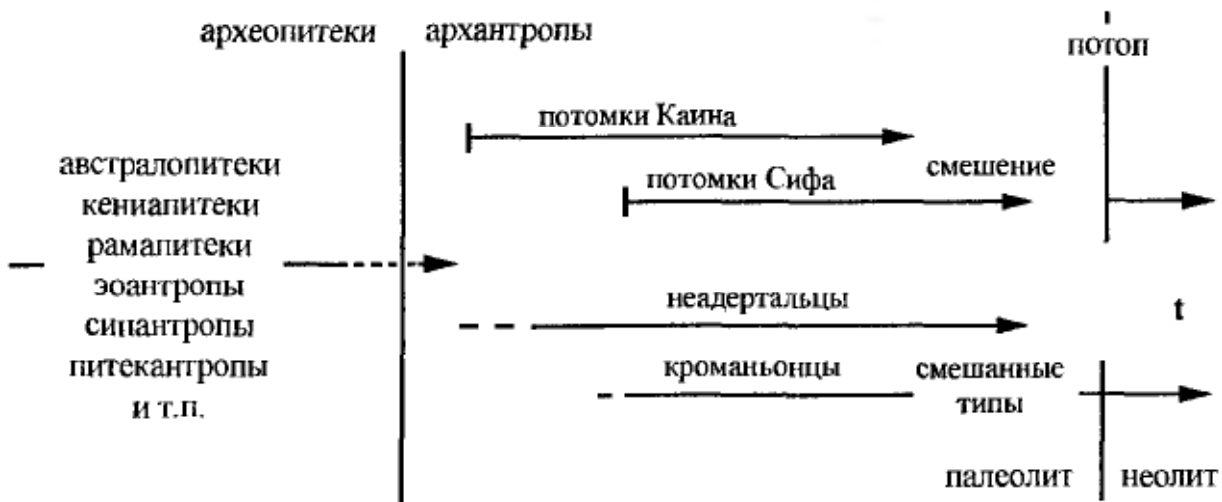 археопитеки архантропы
потоп
потомки Каина
австралопитеки
потомки Сифа смешение
кениапитеки
рамапитеки
эоантропы
неадертальцы
t
синантропы
питекантропы
кроманьонцы смешанные
и т.п.
типы
палеолит неолит